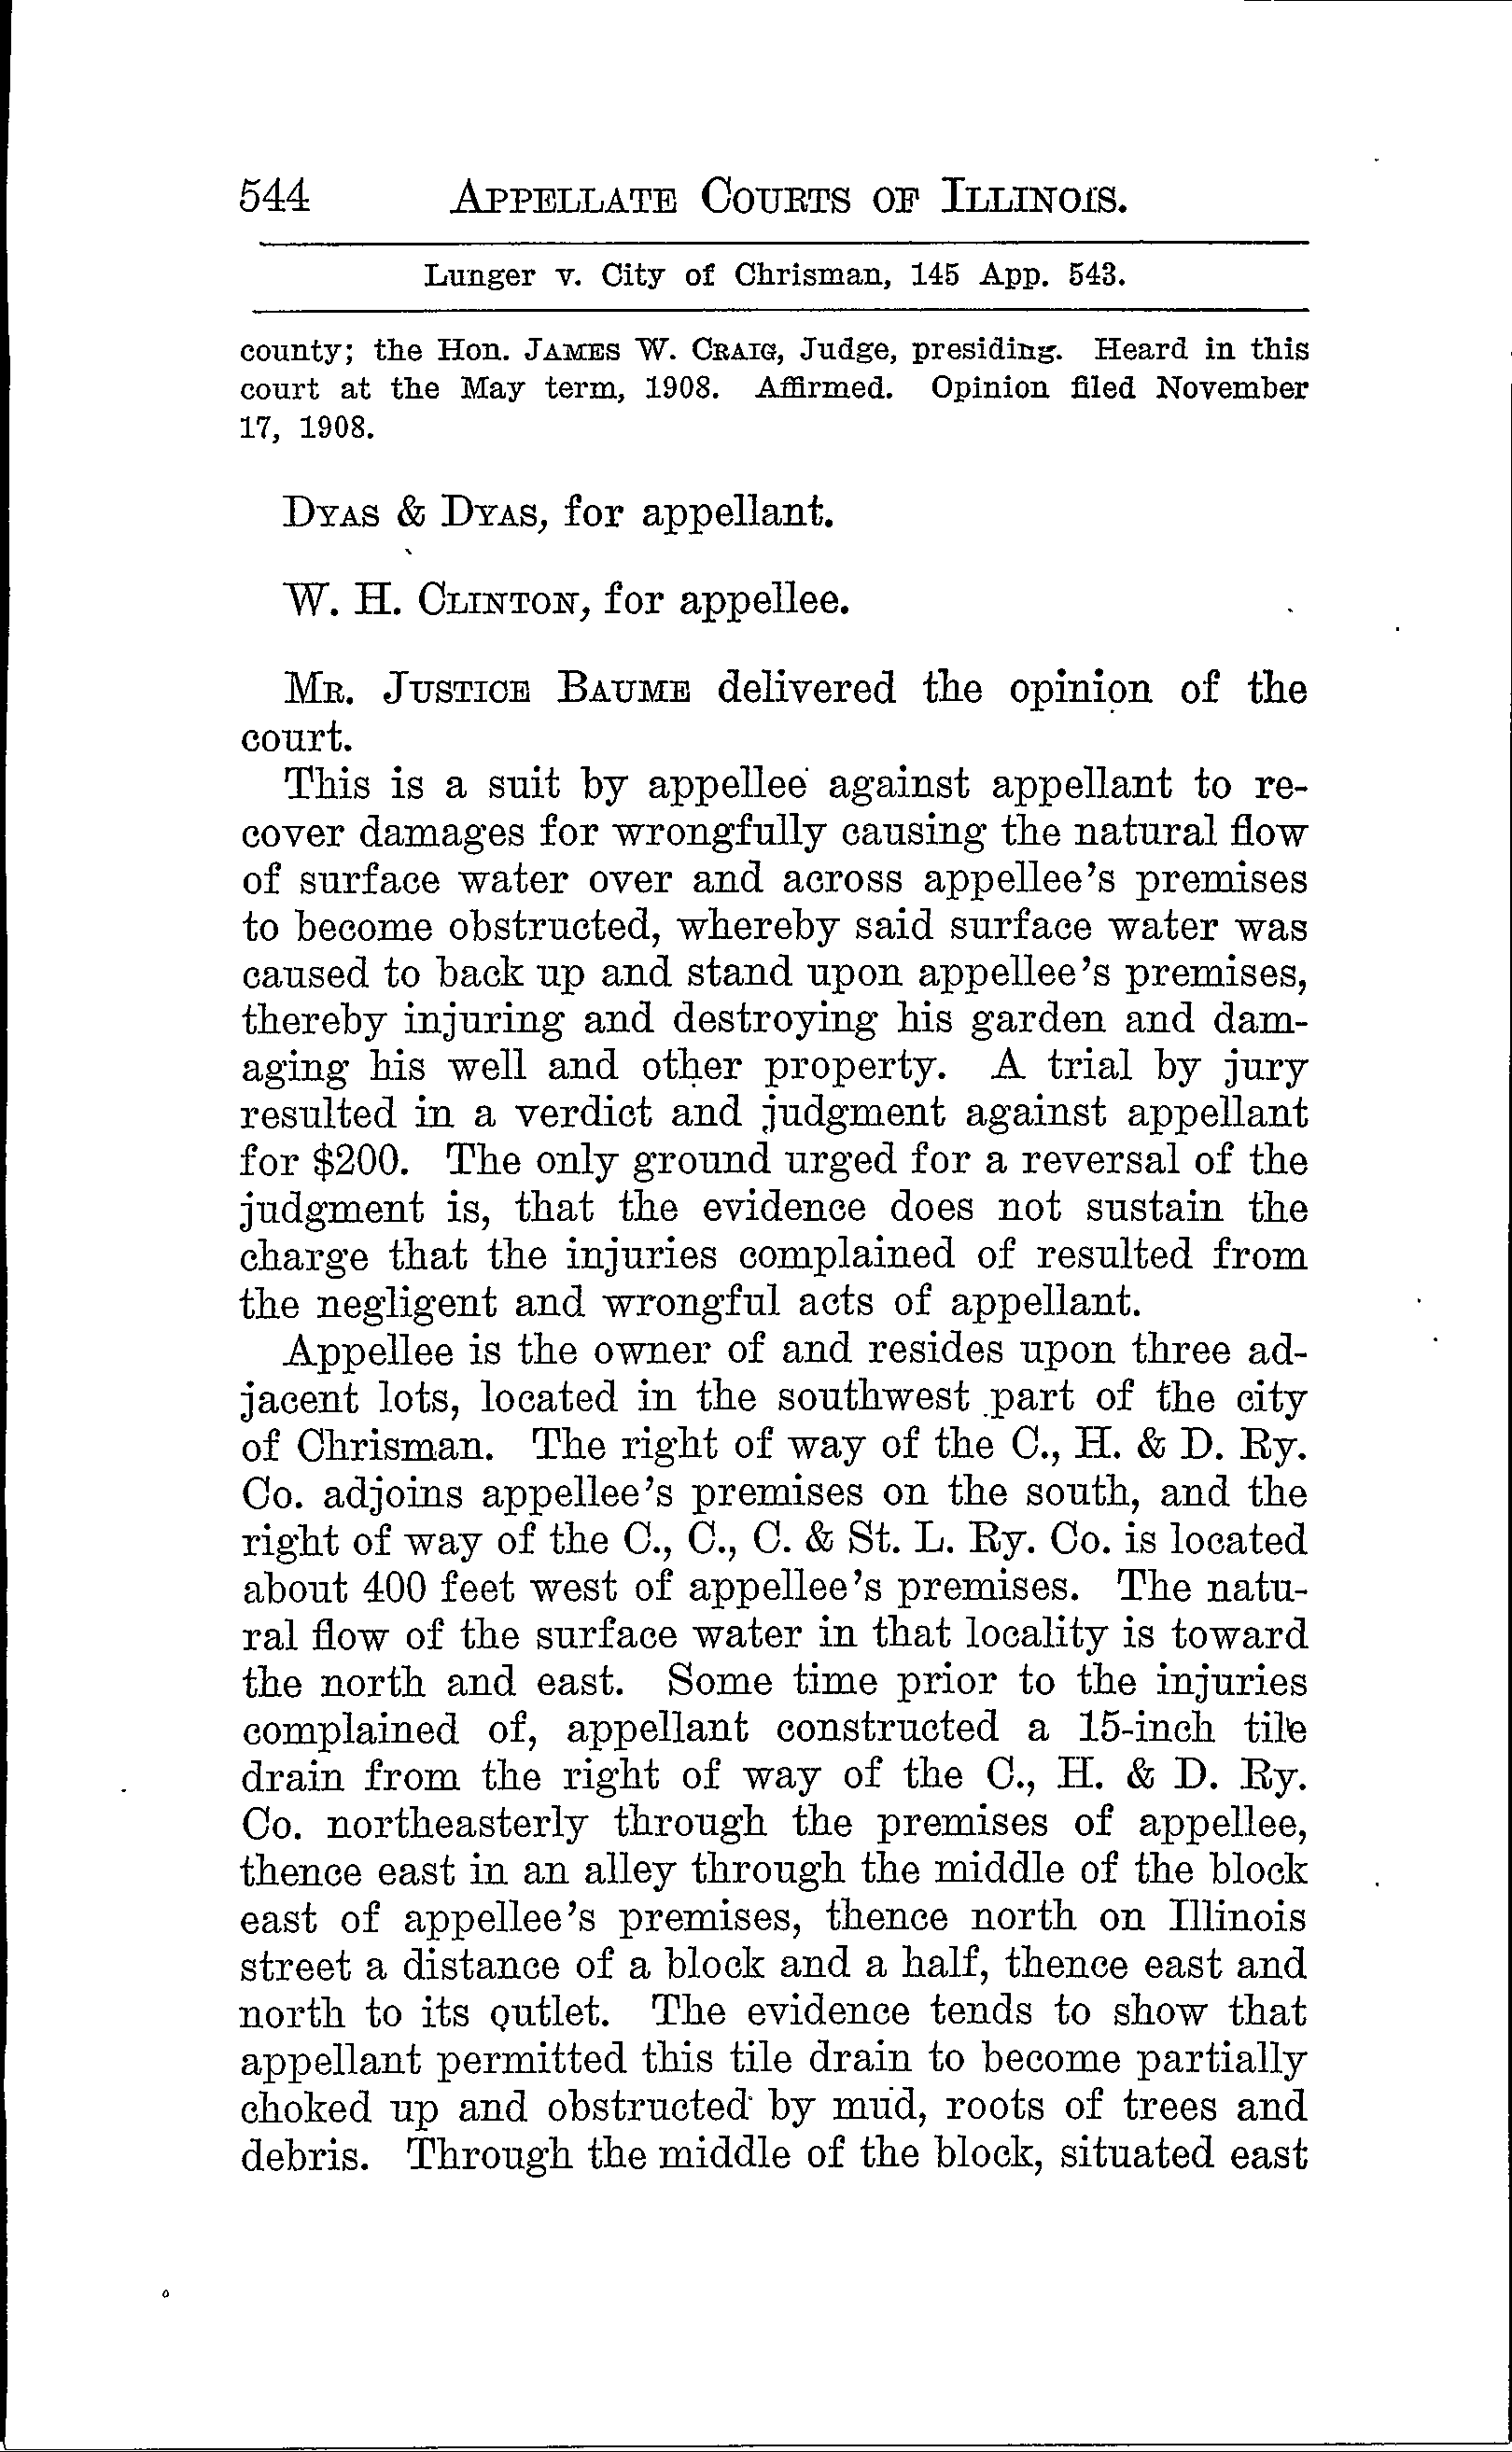 544 APPELLATE COURTS OF ILLINOIS.
Lunger v. City of Chrisman, 145 App. 543.
county; the Hon. JAMES W. CRAIG, Judge, presiding. Heard in this
court at the May term, 1908. Affirmed. Opinion filed November
17, 1908.
DYAS & DYAS, for appellant.
W. H. CLINTON, for appellee.
MR. JUSTICE BAUME delivered the opinion of the
court.
This is a suit by appellee against appellant to re-
cover damages for wrongfully causing the natural flow
of surface water over and across appellee's premises
to become obstructed, whereby said surface water was
caused to back up and stand upon appellee's premises,
thereby injuring and destroying his garden and dam-
aging his well and other property. A trial by jury
resulted in a verdict and judgment against appellant
for $200. The only ground urged for a reversal of the
judgment is, that the evidence does not sustain the
charge that the injuries complained of resulted from
the negligent and wrongful acts of appellant.
Appellee is the owner of and resides upon three ad-
jacent lots, located in the southwest part of the city
of Chrisman. The right of way of the C., H. & D. Ry.
Co. adjoins appellee's premises on the south, and the
right of way of the C., C., C. & St. L. Ry. Co. is located
about 400 feet west of appellee's premises. The natu-
ral flow of the surface water in that locality is toward
the north and east. Some time prior to the injuries
complained of, appellant constructed a 15-inch tile
drain from the right of way of the C., H. & D. Ry.
Co. northeasterly through the premises of appellee,
thence east in an alley through the middle of the block
east of appellee's premises, thence north on Illinois
street a distance of a block and a half, thence east and
north to its outlet. The evidence tends to show that
appellant permitted this tile drain to become partially
choked up and obstructed by mud, roots of trees and
debris. Through the middle of the block, situated east